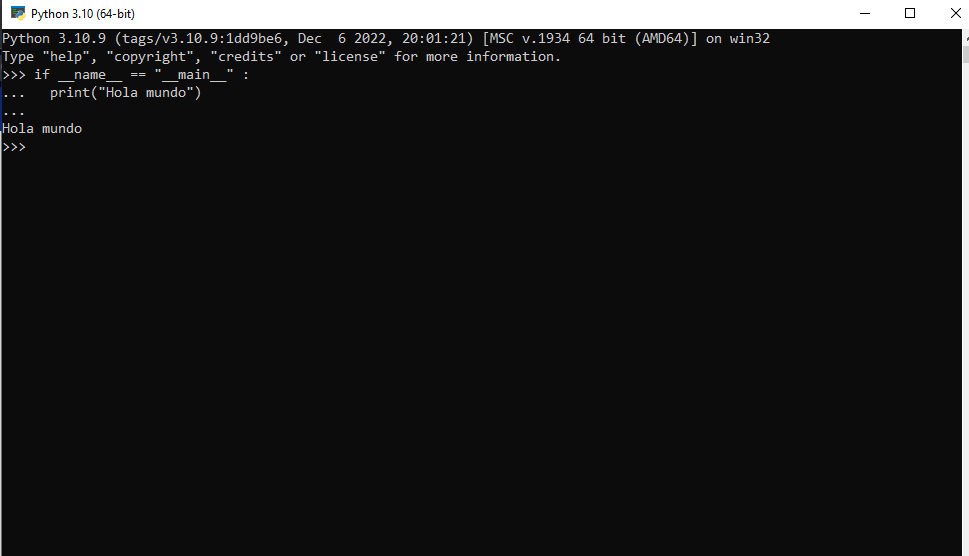 Python 3.10 (64-bit)
Python 3.10.9 (tags/v3.10.9:1dd9be6, Dec  6 2022, 20:01:21) [MSC v.1934 64 bit (AMD64)] on win32
Type "help", "copyright", "credits" or "license" for more information.
>>> if __name__ == "__main__" :
...   print("Hola mundo")
...
Hola mundo
>>>